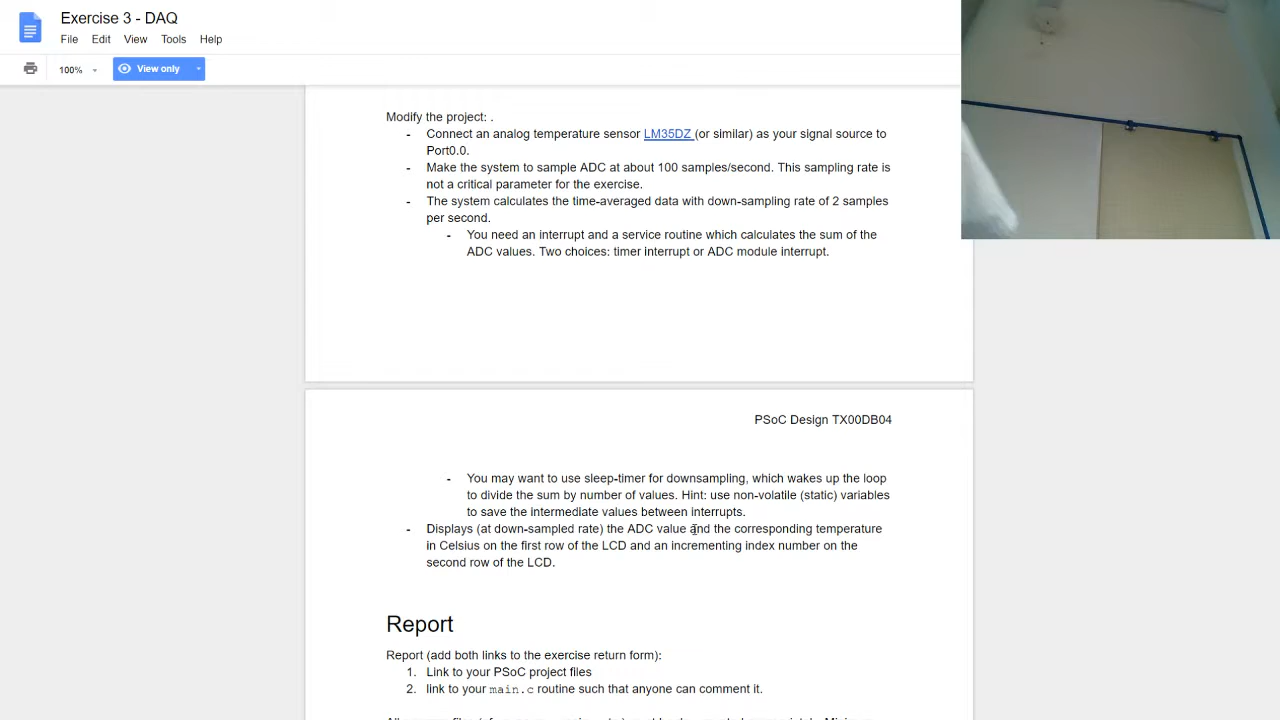 Exercise 3 - DAQ
File Edit View Tools Help
100% View only
Modify the project: .
- Connect an analog temperature sensor LM35DZ (or similar) as your signal source to
Port0.0.
- Make the system to sample ADC at about 100 samples/second. This sampling rate is
not a critical parameter for the exercise.
- The system calculates the time-averaged data with down-sampling rate of 2 samples
per second.
- You need an interrupt and a service routine which calculates the sum of the
ADC values. Two choices: timer interrupt or ADC module interrupt.
PSoC Design TX00DB04
- You may want to use sleep-timer for downsampling, which wakes up the loop
to divide the sum by number of values. Hint: use non-volatile (static) variables
to save the intermediate values between interrupts.
- Displays (at down-sampled rate) the ADC value and the corresponding temperature
in Celsius on the first row of the LCD and an incrementing index number on the
second row of the LCD.
Report
Report (add both links to the exercise return form):
1. Link to your PSoC project files
2. link to your main.c routine such that anyone can comment it.